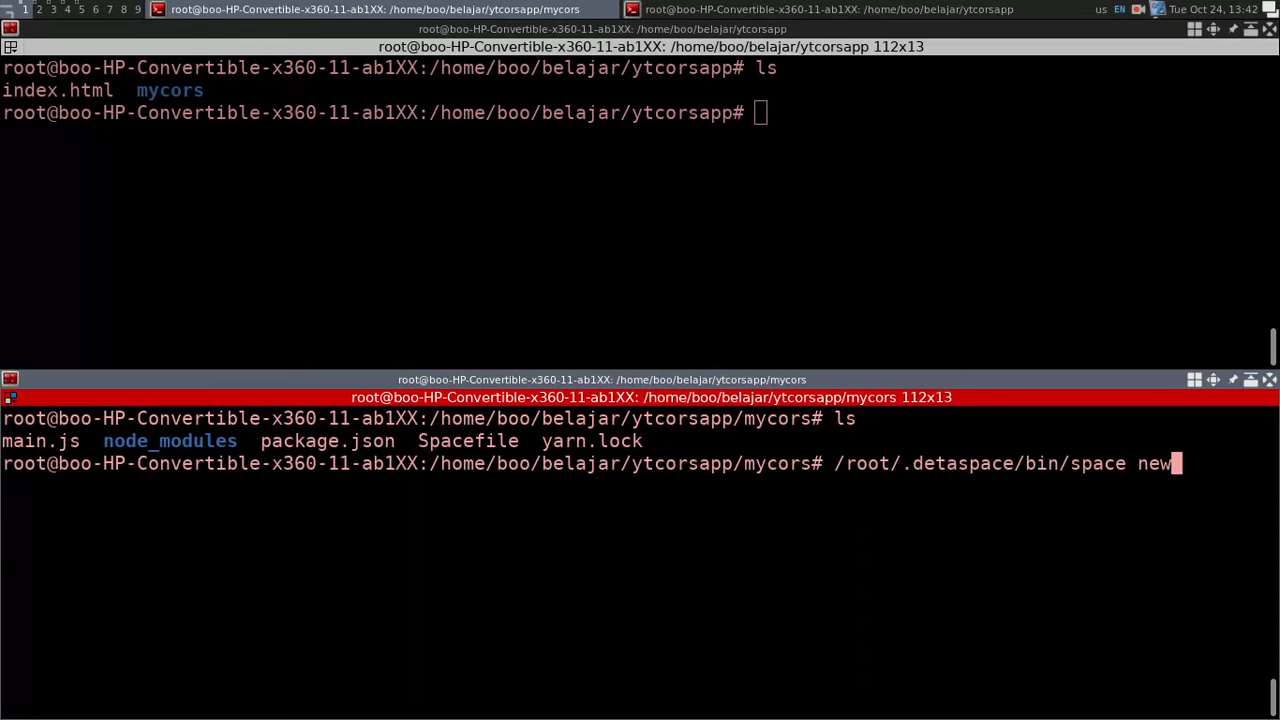 1 2 3 4 5 6 7 8 9 root@boo-HP-Convertible-x360-11-ab1XX: /home/boo/belajar/ytcorsapp/mycors root@boo-HP-Convertible-x360-11-ab1XX: /home/boo/belajar/ytcorsapp us EN Tue Oct 24, 13:42
root@boo-HP-Convertible-x360-11-ab1XX: /home/boo/belajar/ytcorsapp
root@boo-HP-Convertible-x360-11-ab1XX: /home/boo/belajar/ytcorsapp 112x13
root@boo-HP-Convertible-x360-11-ab1XX:/home/boo/belajar/ytcorsapp# ls
index.html mycors
root@boo-HP-Convertible-x360-11-ab1XX:/home/boo/belajar/ytcorsapp#
root@boo-HP-Convertible-x360-11-ab1XX: /home/boo/belajar/ytcorsapp/mycors
root@boo-HP-Convertible-x360-11-ab1XX: /home/boo/belajar/ytcorsapp/mycors 112x13
root@boo-HP-Convertible-x360-11-ab1XX:/home/boo/belajar/ytcorsapp/mycors# ls
main.js node_modules package.json Spacefile yarn.lock
root@boo-HP-Convertible-x360-11-ab1XX:/home/boo/belajar/ytcorsapp/mycors# /root/.detaspace/bin/space new